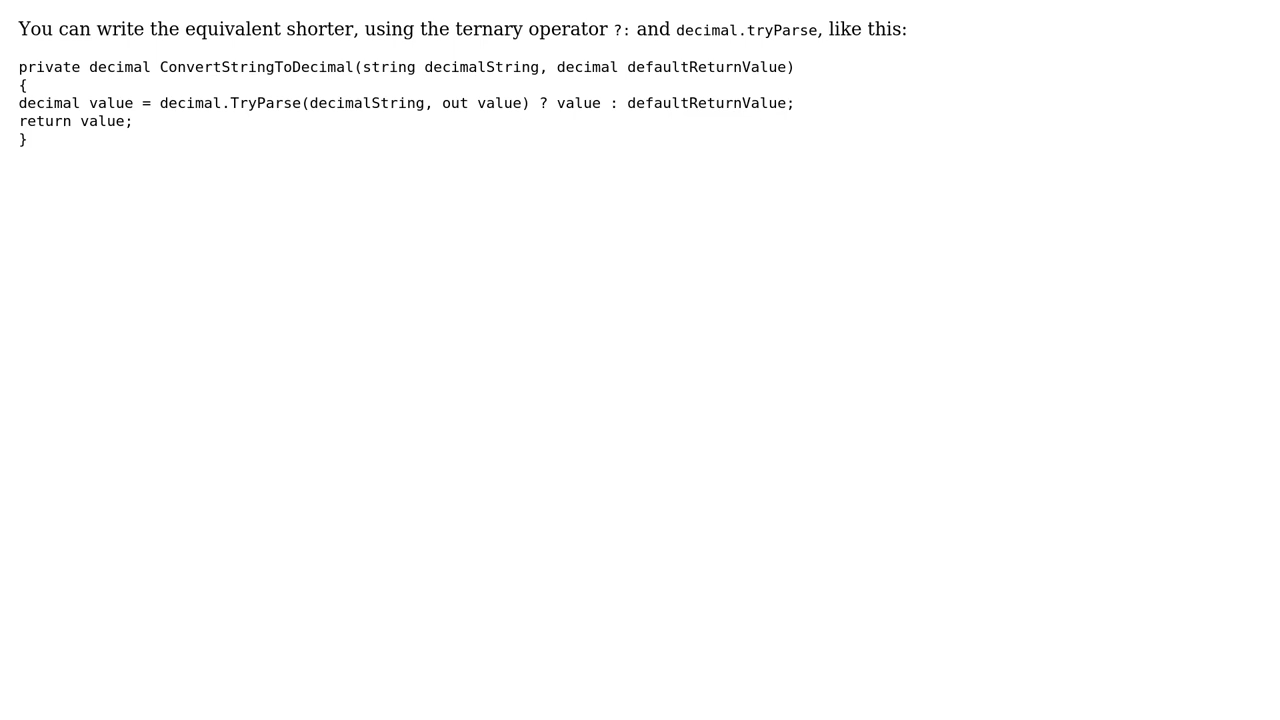 You can write the equivalent shorter, using the ternary operator ?: and decimal.tryParse, like this:
private decimal ConvertStringToDecimal(string decimalString, decimal defaultReturnValue)
{
decimal value = decimal.TryParse(decimalString, out value) ? value : defaultReturnValue;
return value;
}